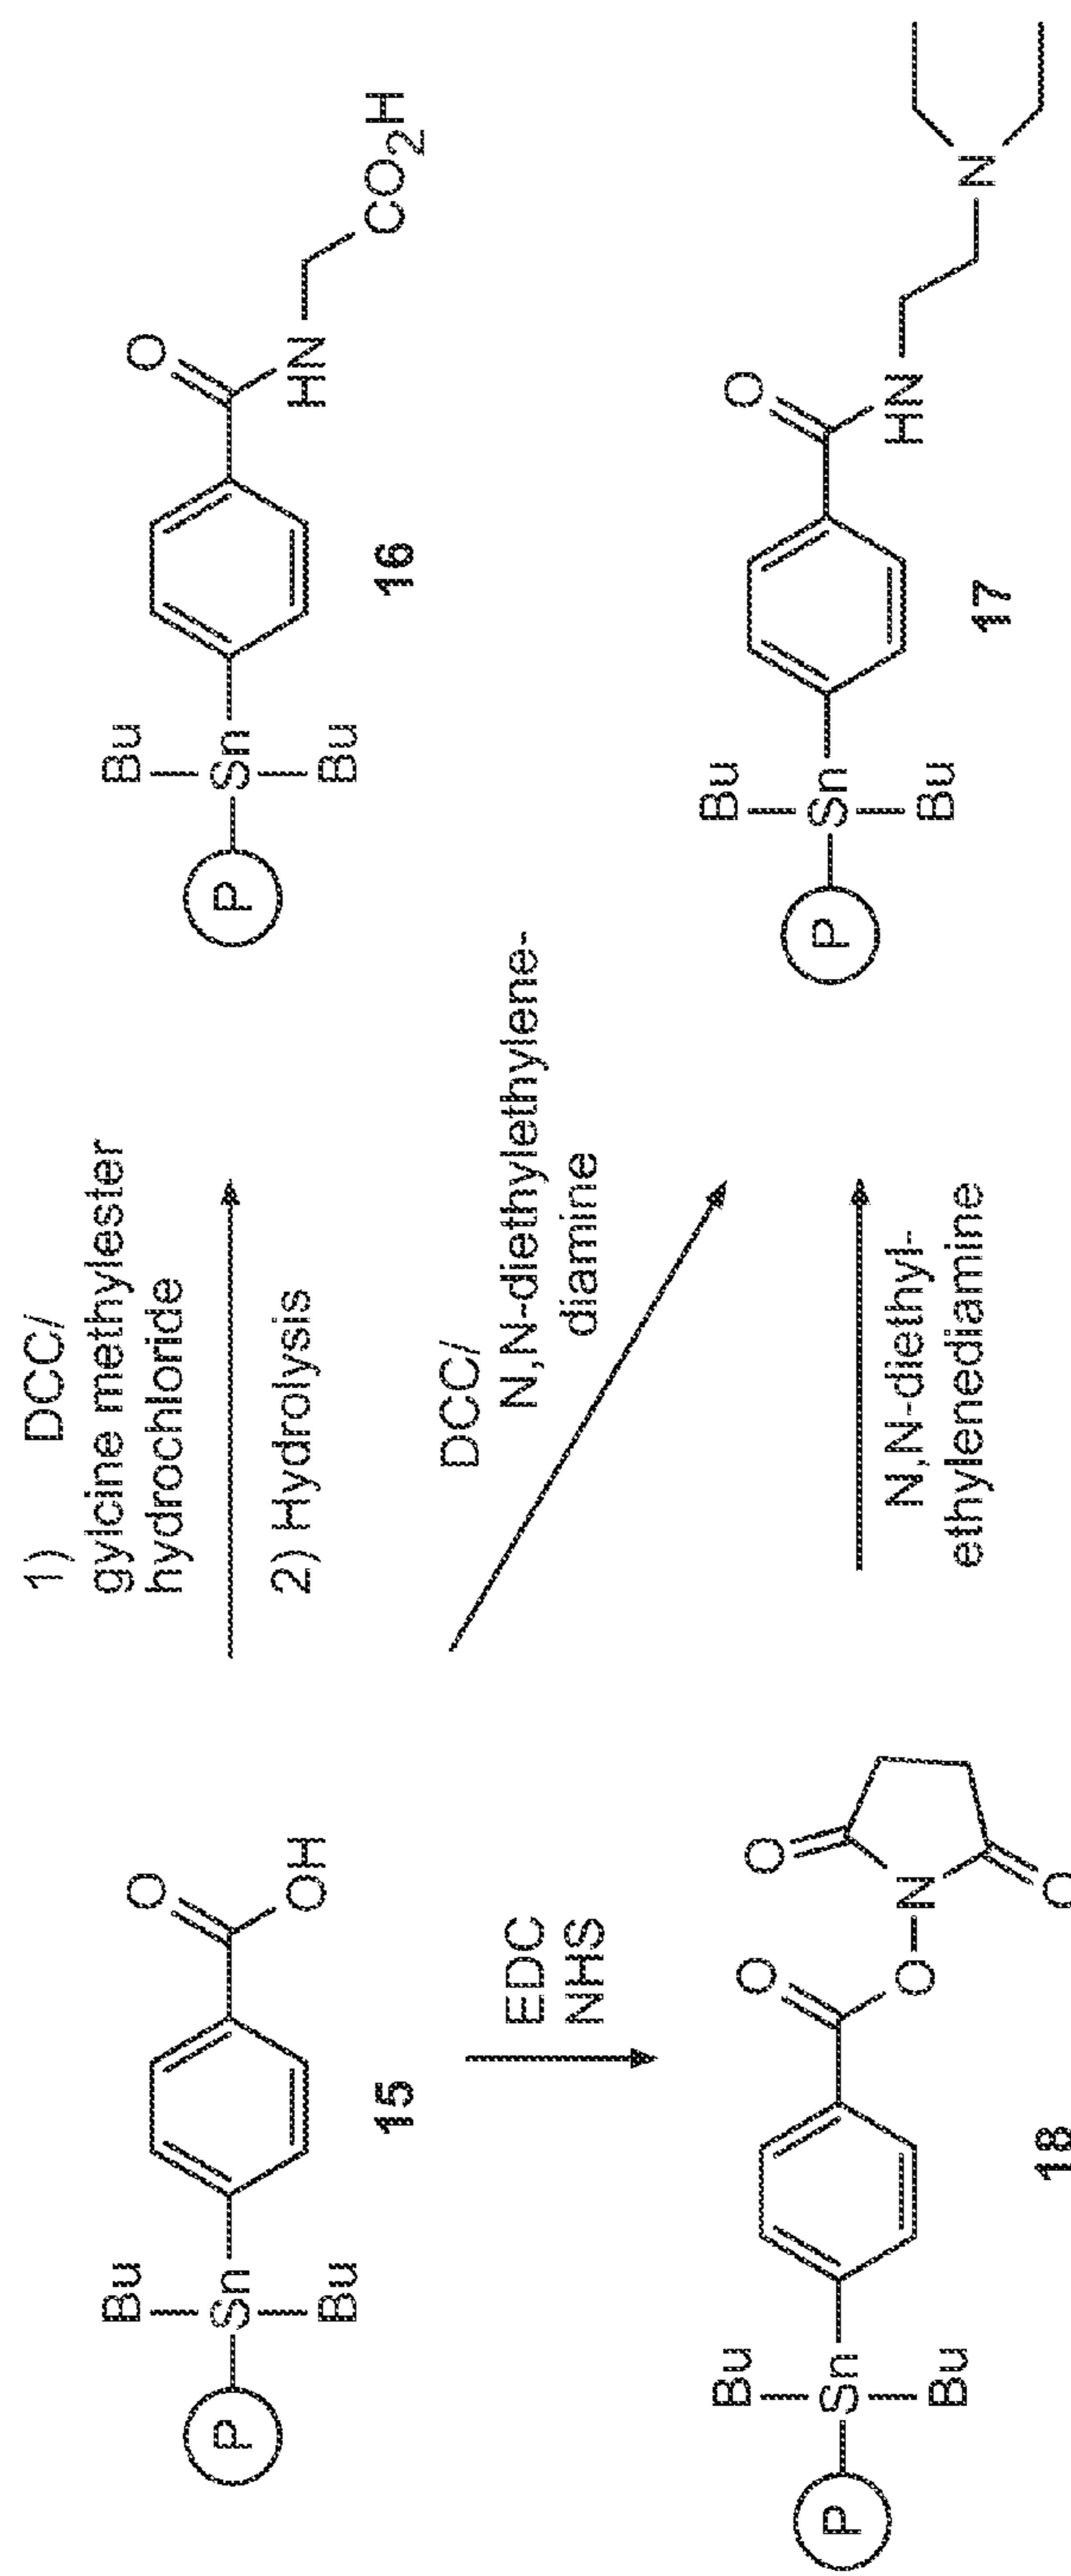 1) DCC/
gylcine methylester
hydrochloride
2) Hydrolysis
P
Bu
Sn
Bu
O
OH
15
P
Bu
Sn
Bu
O
HN
CO2H
16
EDC
NHS
DCC/
N,N-diethylethylene-
diamine
P
Bu
Sn
Bu
O
O
N
O
O
18
N,N-diethyl-
ethylenediamine
P
Bu
Sn
Bu
O
HN
N
17